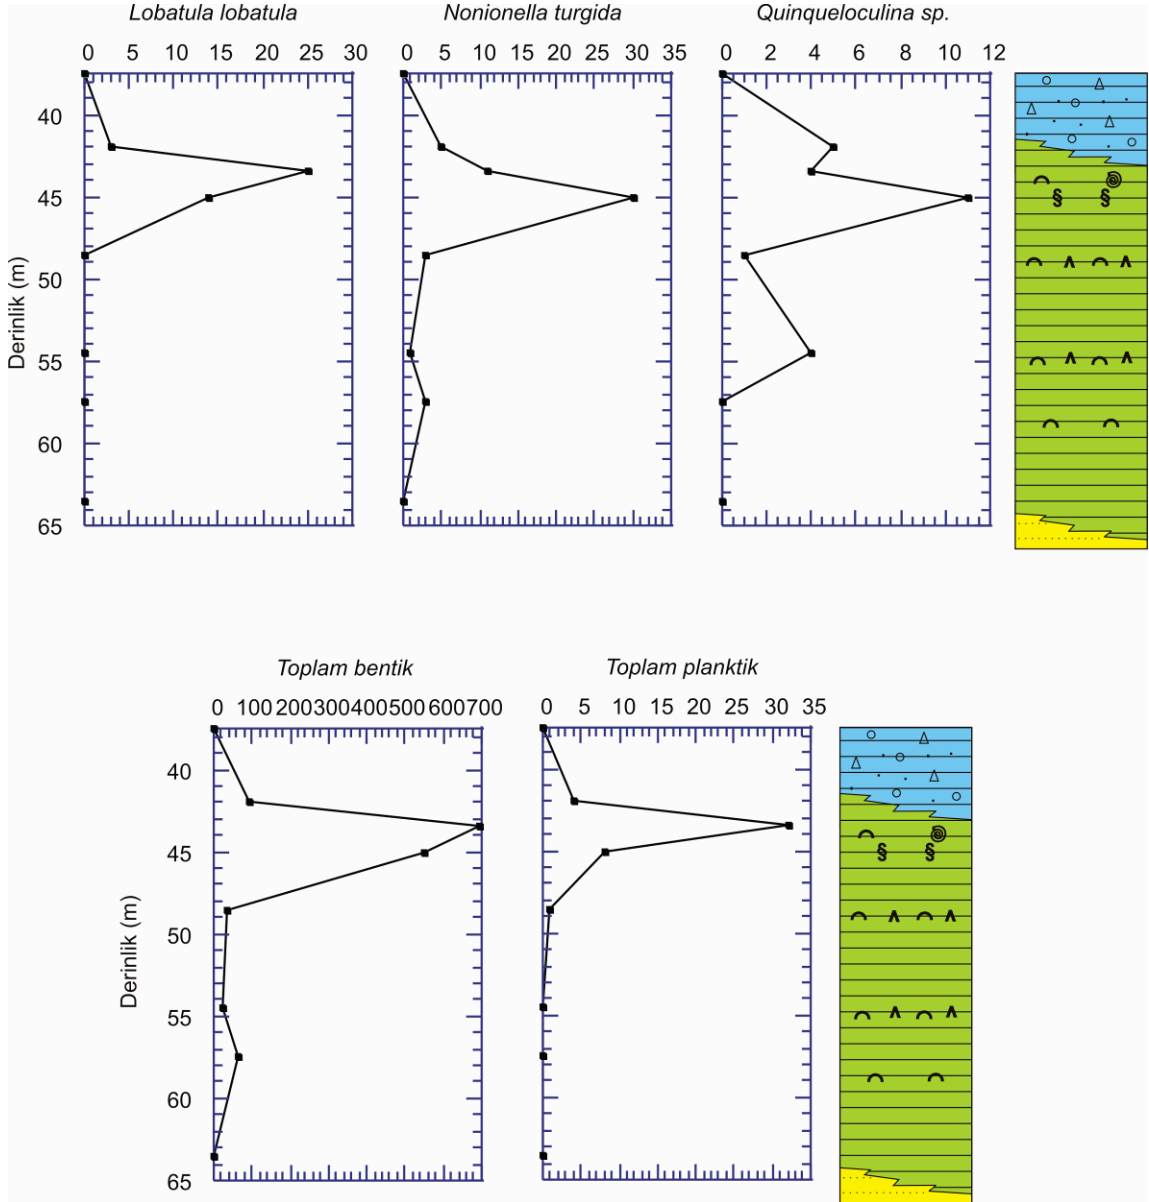 Lobatula lobatula Nonionella turgida Quinqueloculina sp.
0 5 10 15 20 25 30 0 5 10 15 20 25 30 35 0 2 4 6 8 10 12
40
45
50
Derinlik (m)
55
60
65
Toplam bentik Toplam planktik
0 100 200 300 400 500 600 700 0 5 10 15 20 25 30 35
40
45
50
Derinlik (m)
55
60
65